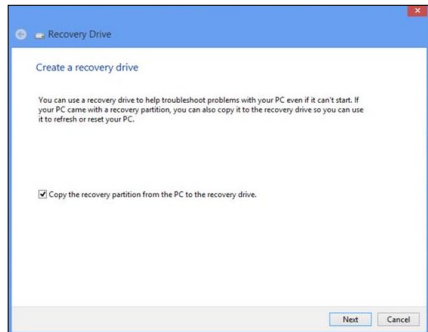 Recovery Drive
Create a recovery drive
You can use a recovery drive to help troubleshoot problems with your PC even if it can't start. If
your PC came with a recovery partition, you can also copy it to the recovery drive so you can use
it to refresh or reset your PC.
Copy the recovery partition from the PC to the recovery drive.
Next Cancel